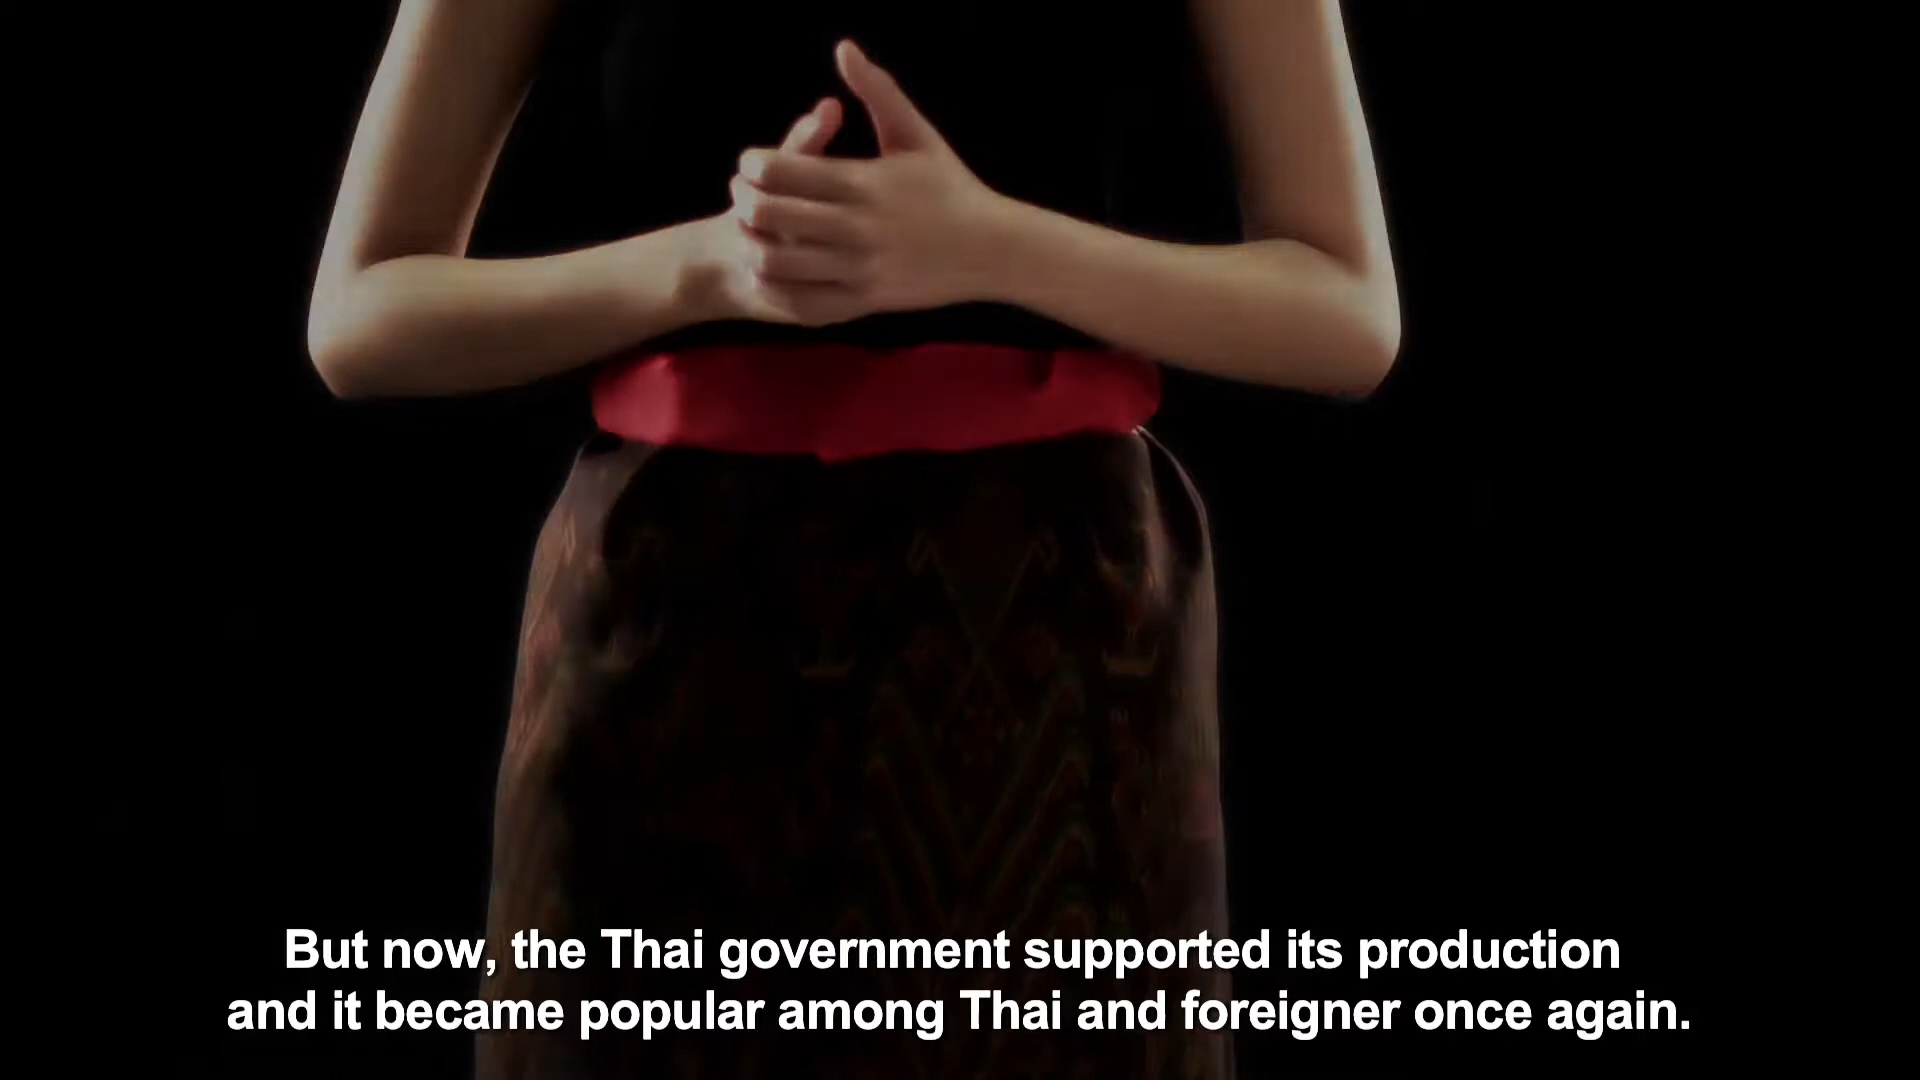 But now, the Thai government supported its production
and it became popular among Thai and foreigner once again.